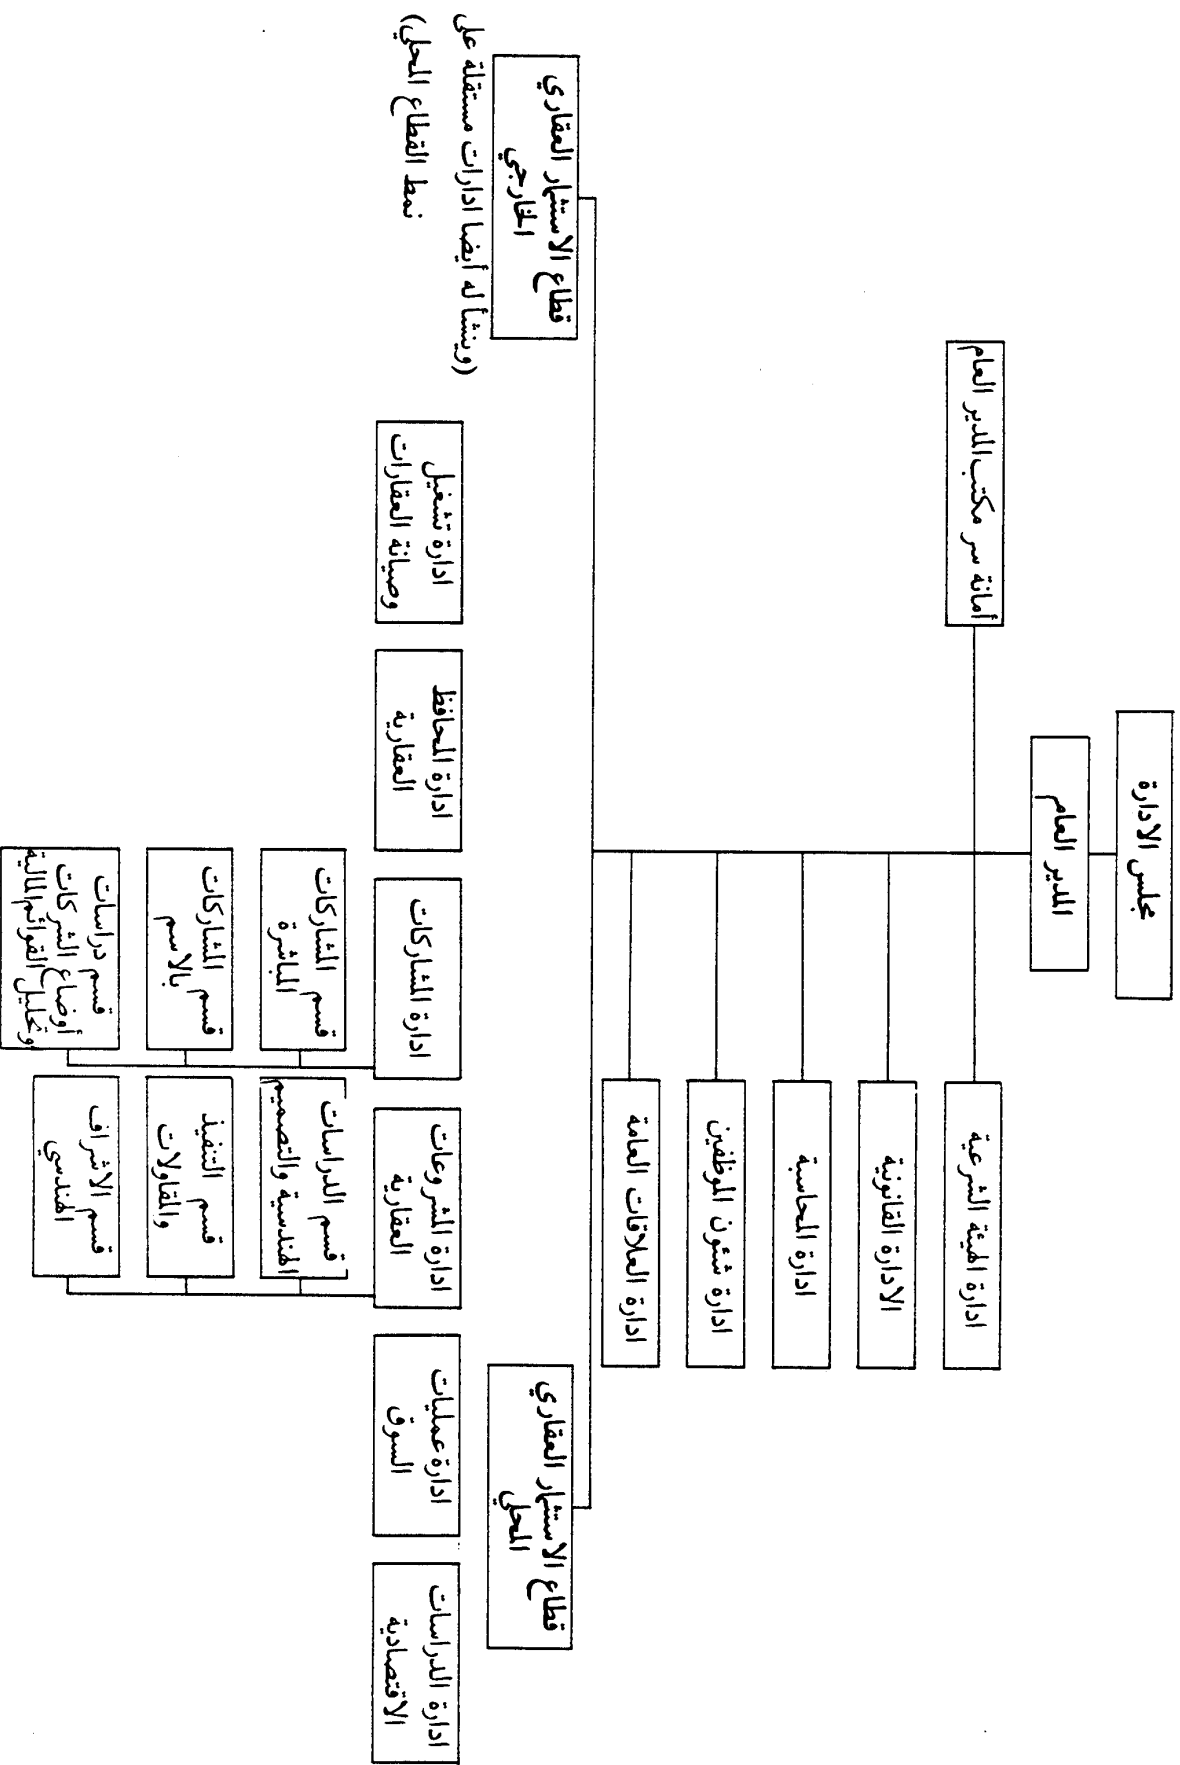 مجلس الادارة
المدير العام
أمانة سر مكتب المدير العام
ادارة الهيئة الشرعية
الادارة القانونية
ادارة المحاسبة
ادارة شئون الموظفين
ادارة العلاقات العامة
قطاع الاستثمار العقاري
المحلي
قطاع الاستثمار العقاري
الخارجي
(وينشأ له أيضا ادارات مستقلة على
نمط القطاع المحلي)
ادارة الدراسات
الاقتصادية
ادارة عمليات
السوق
ادارة المشروعات
العقارية
ادارة المشاركات
ادارة المحافظ
العقارية
ادارة تشغيل
وصيانة العقارات
قسم الدراسات
الهندسية والتصميم
قسم المشاركات
المباشرة
قسم التنفيذ
والمقاولات
قسم المشاركات
بالاسم
قسم الاشراف
الهندسي
قسم دراسات
أوضاع الشركات
وتحليل القوائم المالية